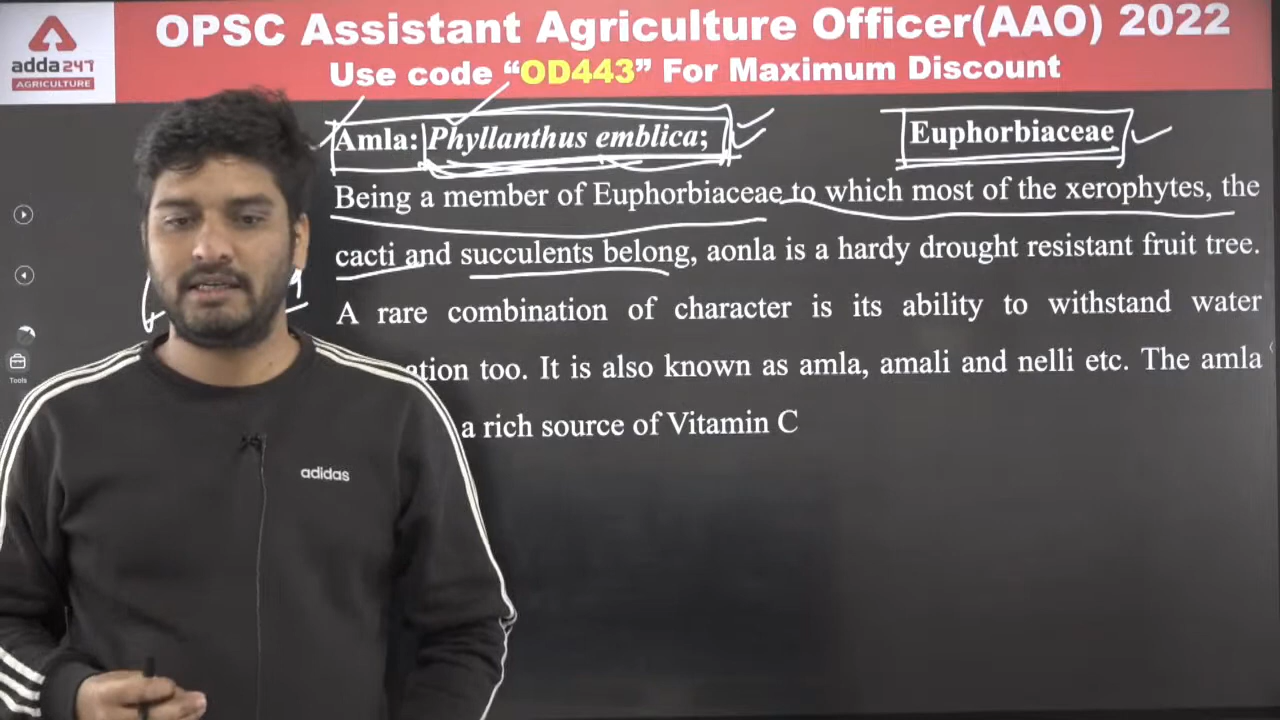 OPSC Assistant Agriculture Officer(AAO) 2022
adda247
AGRICULTURE
Use code “OD443” For Maximum Discount
Amla: Phyllanthus emblica;
Euphorbiaceae
Being a member of Euphorbiaceae to which most of the xerophytes, the
cacti and succulents belong, aonla is a hardy drought resistant fruit tree.
A rare combination of character is its ability to withstand water
ation too. It is also known as amla, amali and nelli etc. The amla
a rich source of Vitamin C
Tools
adidas